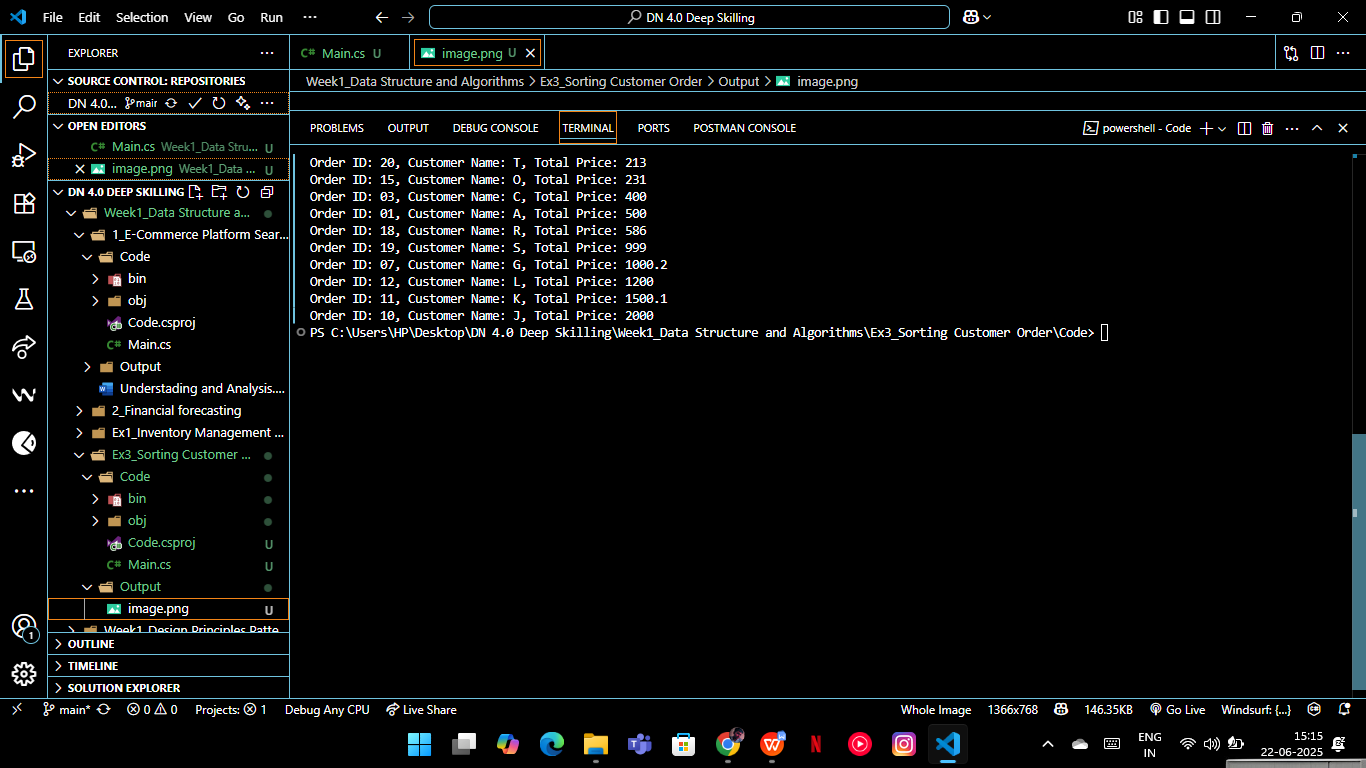 File Edit Selection View Go Run ···
DN 4.0 Deep Skilling
EXPLORER
SOURCE CONTROL: REPOSITORIES
DN 4.0... main
OPEN EDITORS
Main.cs Week1_Data Stru... U
image.png Week1_Data ... U
DN 4.0 DEEP SKILLING
Week1_Data Structure a...
1_E-Commerce Platform Sear...
Code
bin
obj
Code.csproj
C# Main.cs
Output
Understading and Analysis....
2_Financial forecasting
Ex1_Inventory Management ...
Ex3_Sorting Customer ...
Code
bin
obj
Code.csproj U
C# Main.cs U
Output
image.png U
Week1_Design Principles Patte
OUTLINE
TIMELINE
SOLUTION EXPLORER
C# Main.cs U
image.png U
Week1_Data Structure and Algorithms > Ex3_Sorting Customer Order > Output > image.png
PROBLEMS OUTPUT DEBUG CONSOLE TERMINAL PORTS POSTMAN CONSOLE
powershell - Code
Order ID: 20, Customer Name: T, Total Price: 213
Order ID: 15, Customer Name: O, Total Price: 231
Order ID: 03, Customer Name: C, Total Price: 400
Order ID: 01, Customer Name: A, Total Price: 500
Order ID: 18, Customer Name: R, Total Price: 586
Order ID: 19, Customer Name: S, Total Price: 999
Order ID: 07, Customer Name: G, Total Price: 1000.2
Order ID: 12, Customer Name: L, Total Price: 1200
Order ID: 11, Customer Name: K, Total Price: 1500.1
Order ID: 10, Customer Name: J, Total Price: 2000
PS C:\Users\HP\Desktop\DN 4.0 Deep Skilling\Week1_Data Structure and Algorithms\Ex3_Sorting Customer Order\Code>
1
main* 0 0 Projects: 1 Debug Any CPU Live Share
Whole Image 1366x768 146.35KB Go Live Windsurf: {...}
ENG
IN
15:15
22-06-2025